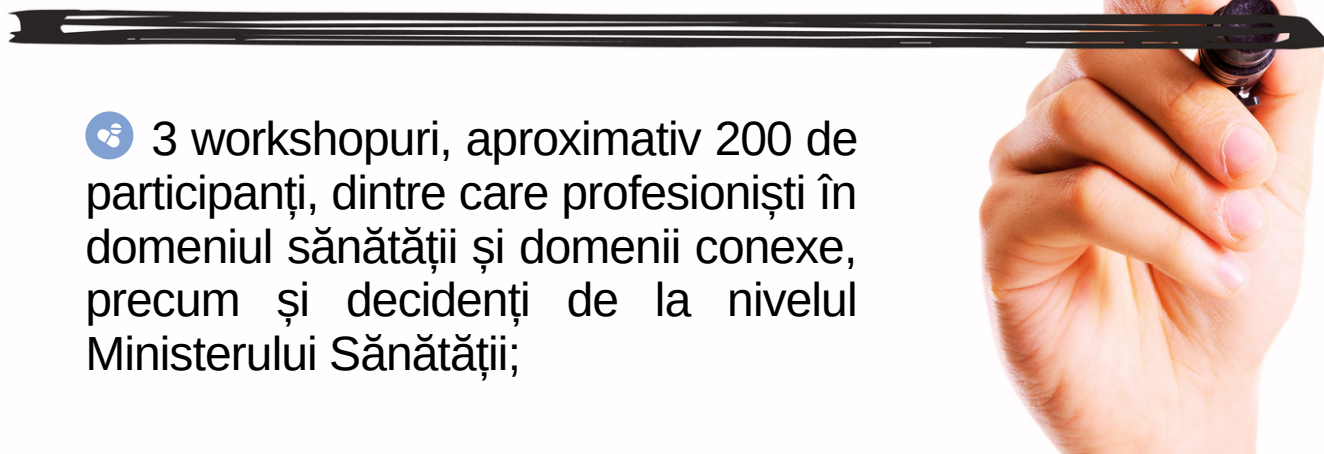 3 workshopuri, aproximativ 200 de
participanți, dintre care profesioniști în
domeniul sănătății și domenii conexe,
precum și decidenți de la nivelul
Ministerului Sănătății;